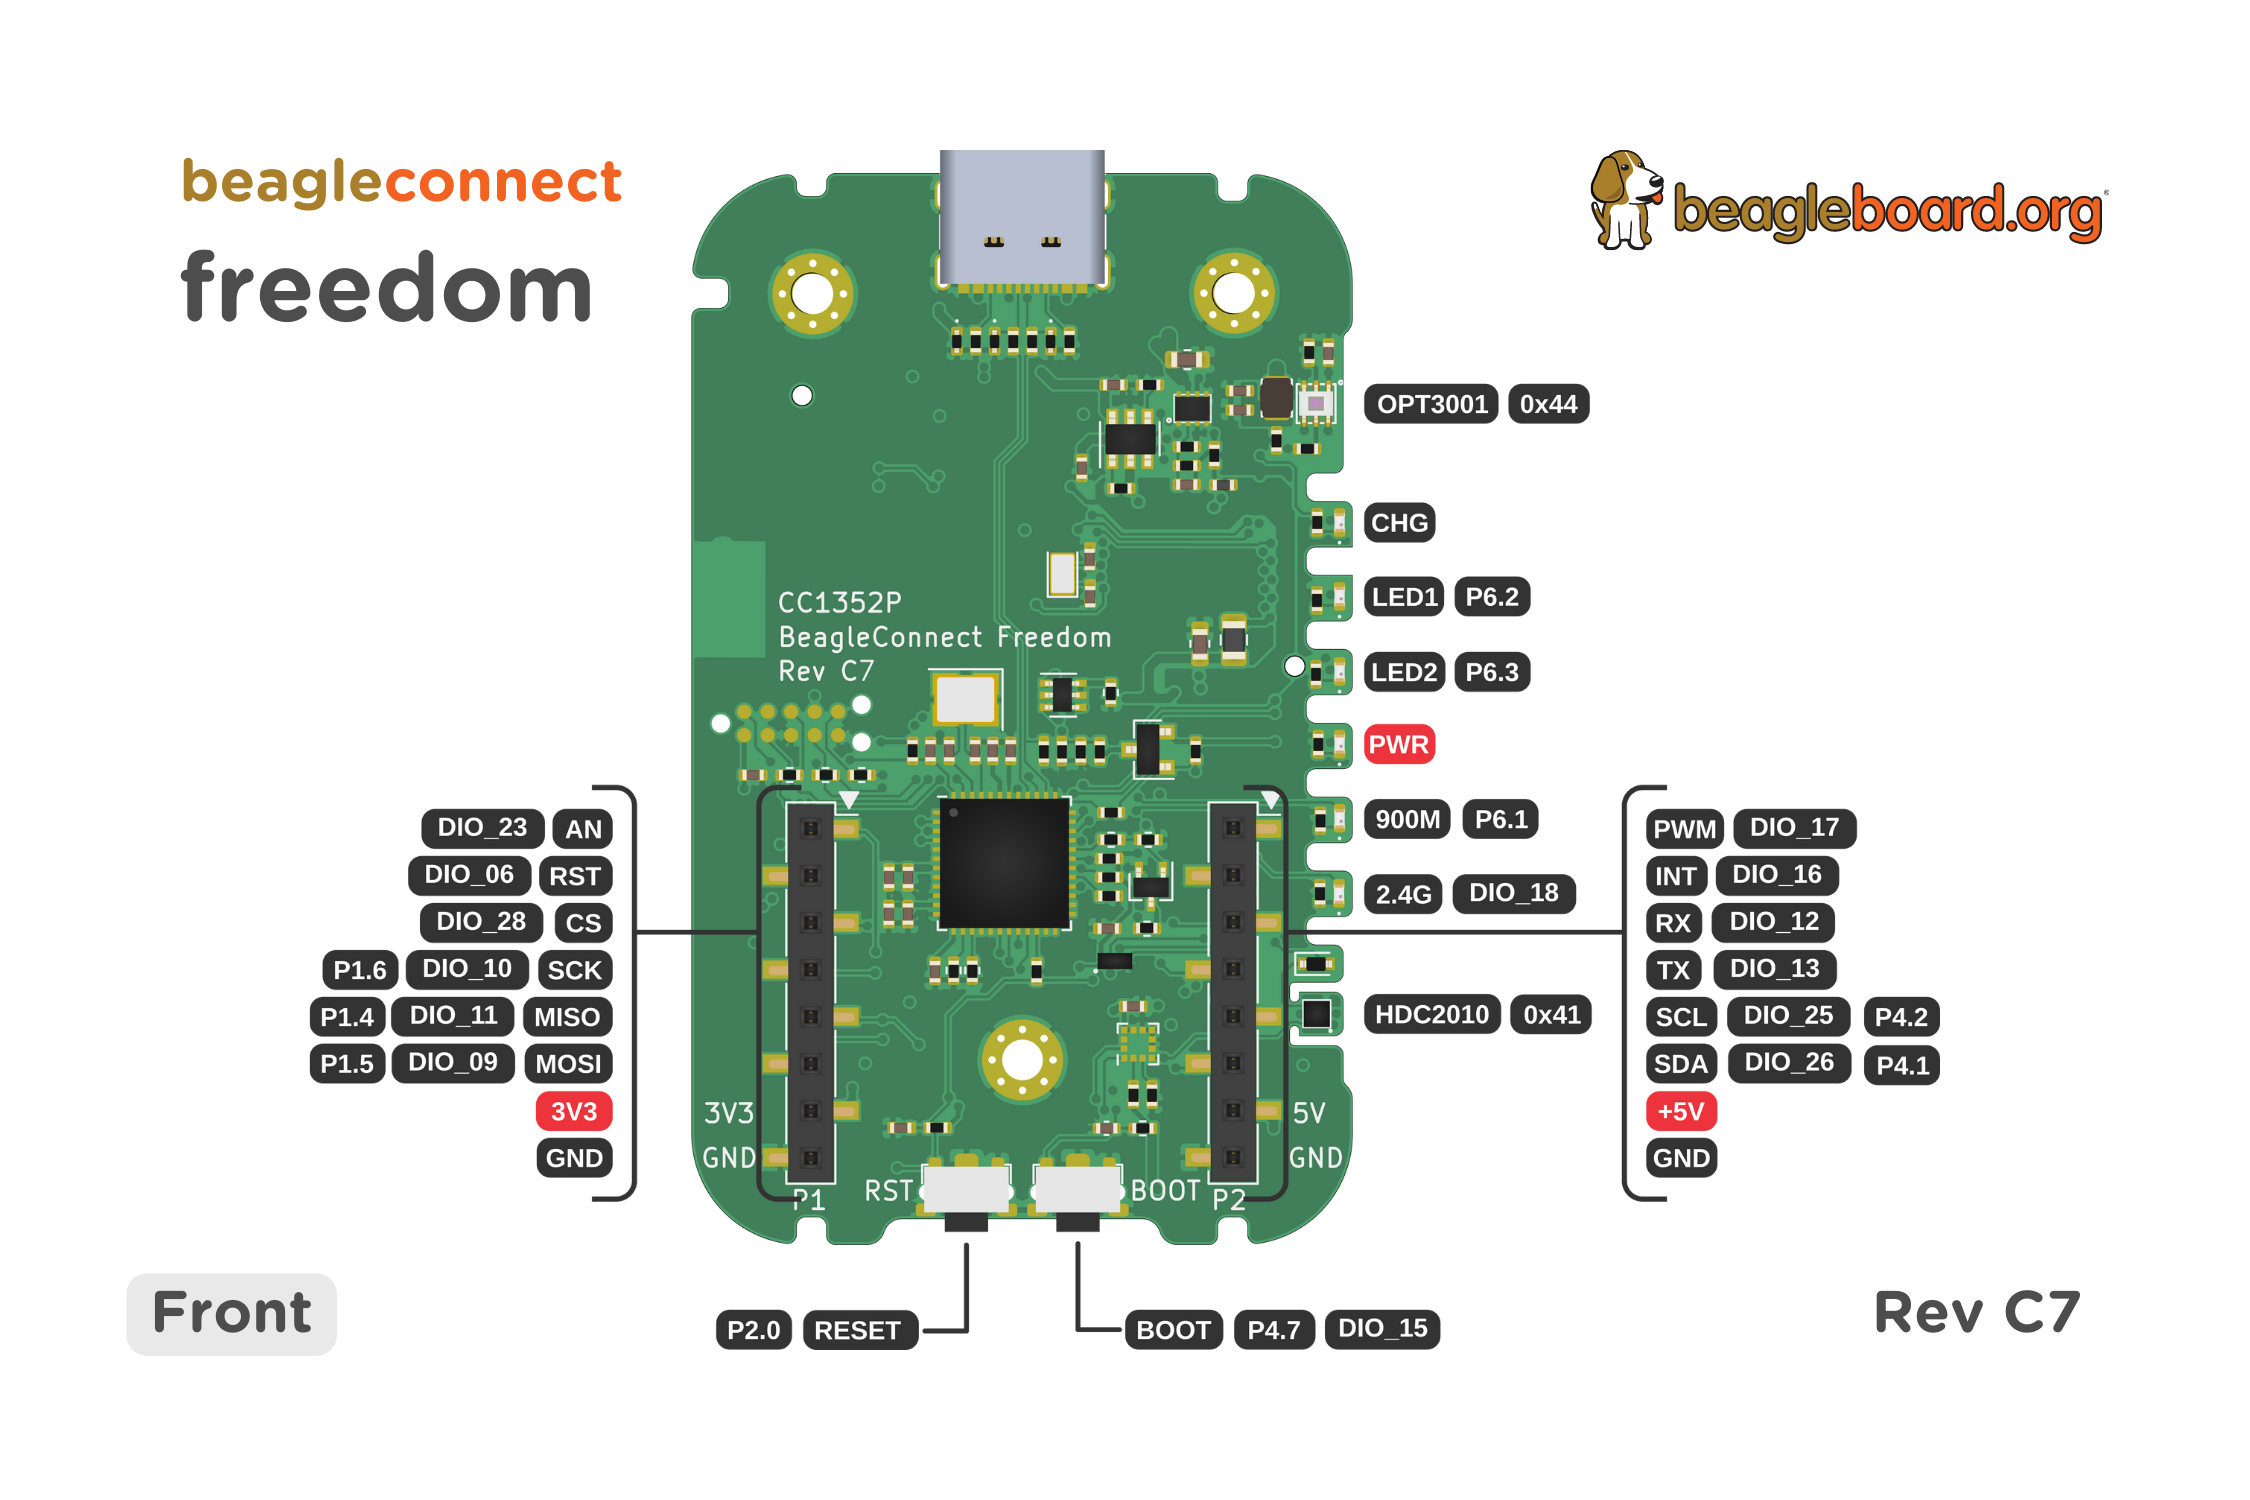 beagleconnect
freedom
beagleboard.org®
OPT3001 0x44
CHG
LED1 P6.2
LED2 P6.3
PWR
900M P6.1
2.4G DIO_18
HDC2010 0x41
CC1352P
BeagleConnect Freedom
Rev C7
DIO_23 AN
DIO_06 RST
DIO_28 CS
P1.6 DIO_10 SCK
P1.4 DIO_11 MISO
P1.5 DIO_09 MOSI
3V3
GND
3V3
GND
P1
RST
BOOT
P2
5V
GND
PWM DIO_17
INT DIO_16
RX DIO_12
TX DIO_13
SCL DIO_25 P4.2
SDA DIO_26 P4.1
+5V
GND
P2.0 RESET
BOOT P4.7 DIO_15
Front
Rev C7